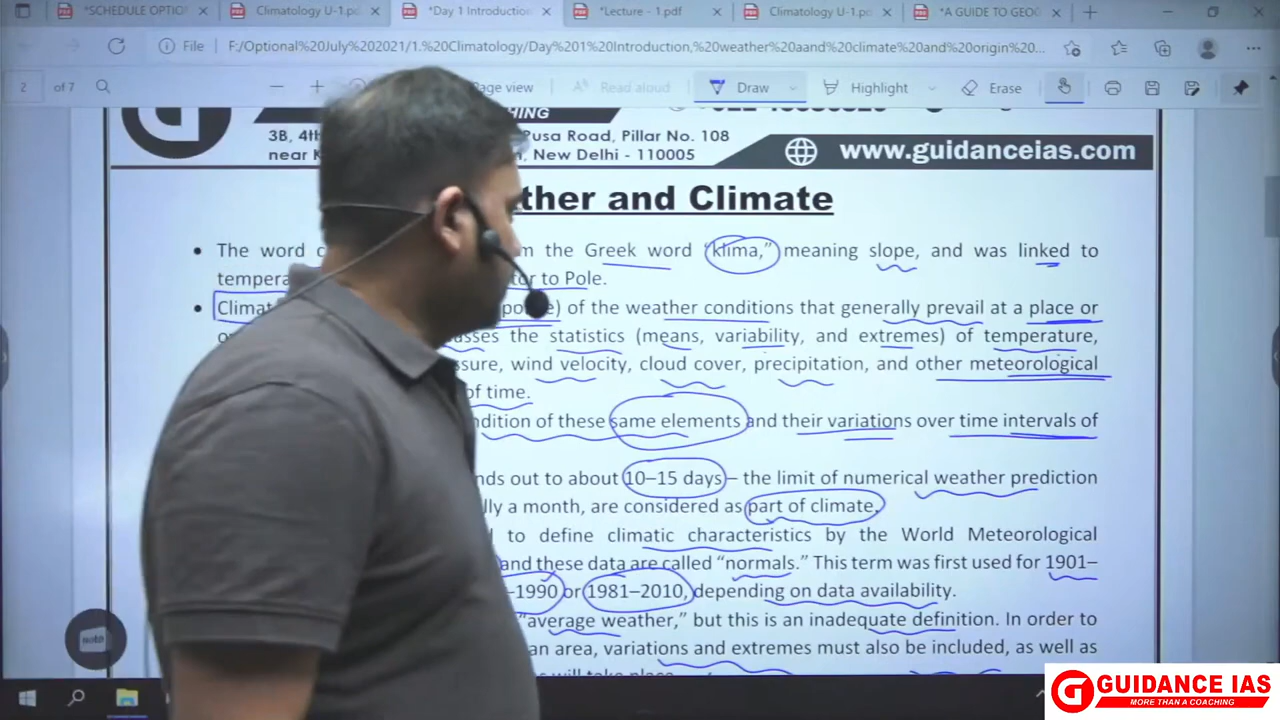 *SCHEDULE OPTIO
Climatology U-1.pd
*Day 1 Introduction
*Lecture - 1.pdf
Climatology U-1.pd
*A GUIDE TO GEOG
File
F:/Optional%20July%202021/1.%20Climatology/Day%201%20Introduction,%20weather%20aand%20climate%20and%20origin%20...
2 of 7
Page view
Read aloud
Draw
Highlight
Erase
CHING
3B, 4th Pusa Road, Pillar No. 108
near K New Delhi - 110005
www.guidanceias.com
ther and Climate
• The word m the Greek word "klima," meaning slope, and was linked to
tempera tor to Pole.
• Climat of the weather conditions that generally prevail at a place or
sses the statistics (means, variability, and extremes) of temperature,
ssure, wind velocity, cloud cover, precipitation, and other meteorological
of time.
ndition of these same elements and their variations over time intervals of
nds out to about 10–15 days – the limit of numerical weather prediction
lly a month, are considered as part of climate.
to define climatic characteristics by the World Meteorological
and these data are called "normals." This term was first used for 1901–
–1990 or 1981–2010, depending on data availability.
"average weather," but this is an inadequate definition. In order to
an area, variations and extremes must also be included, as well as
will take place
GUIDANCE IAS
MORE THAN A COACHING